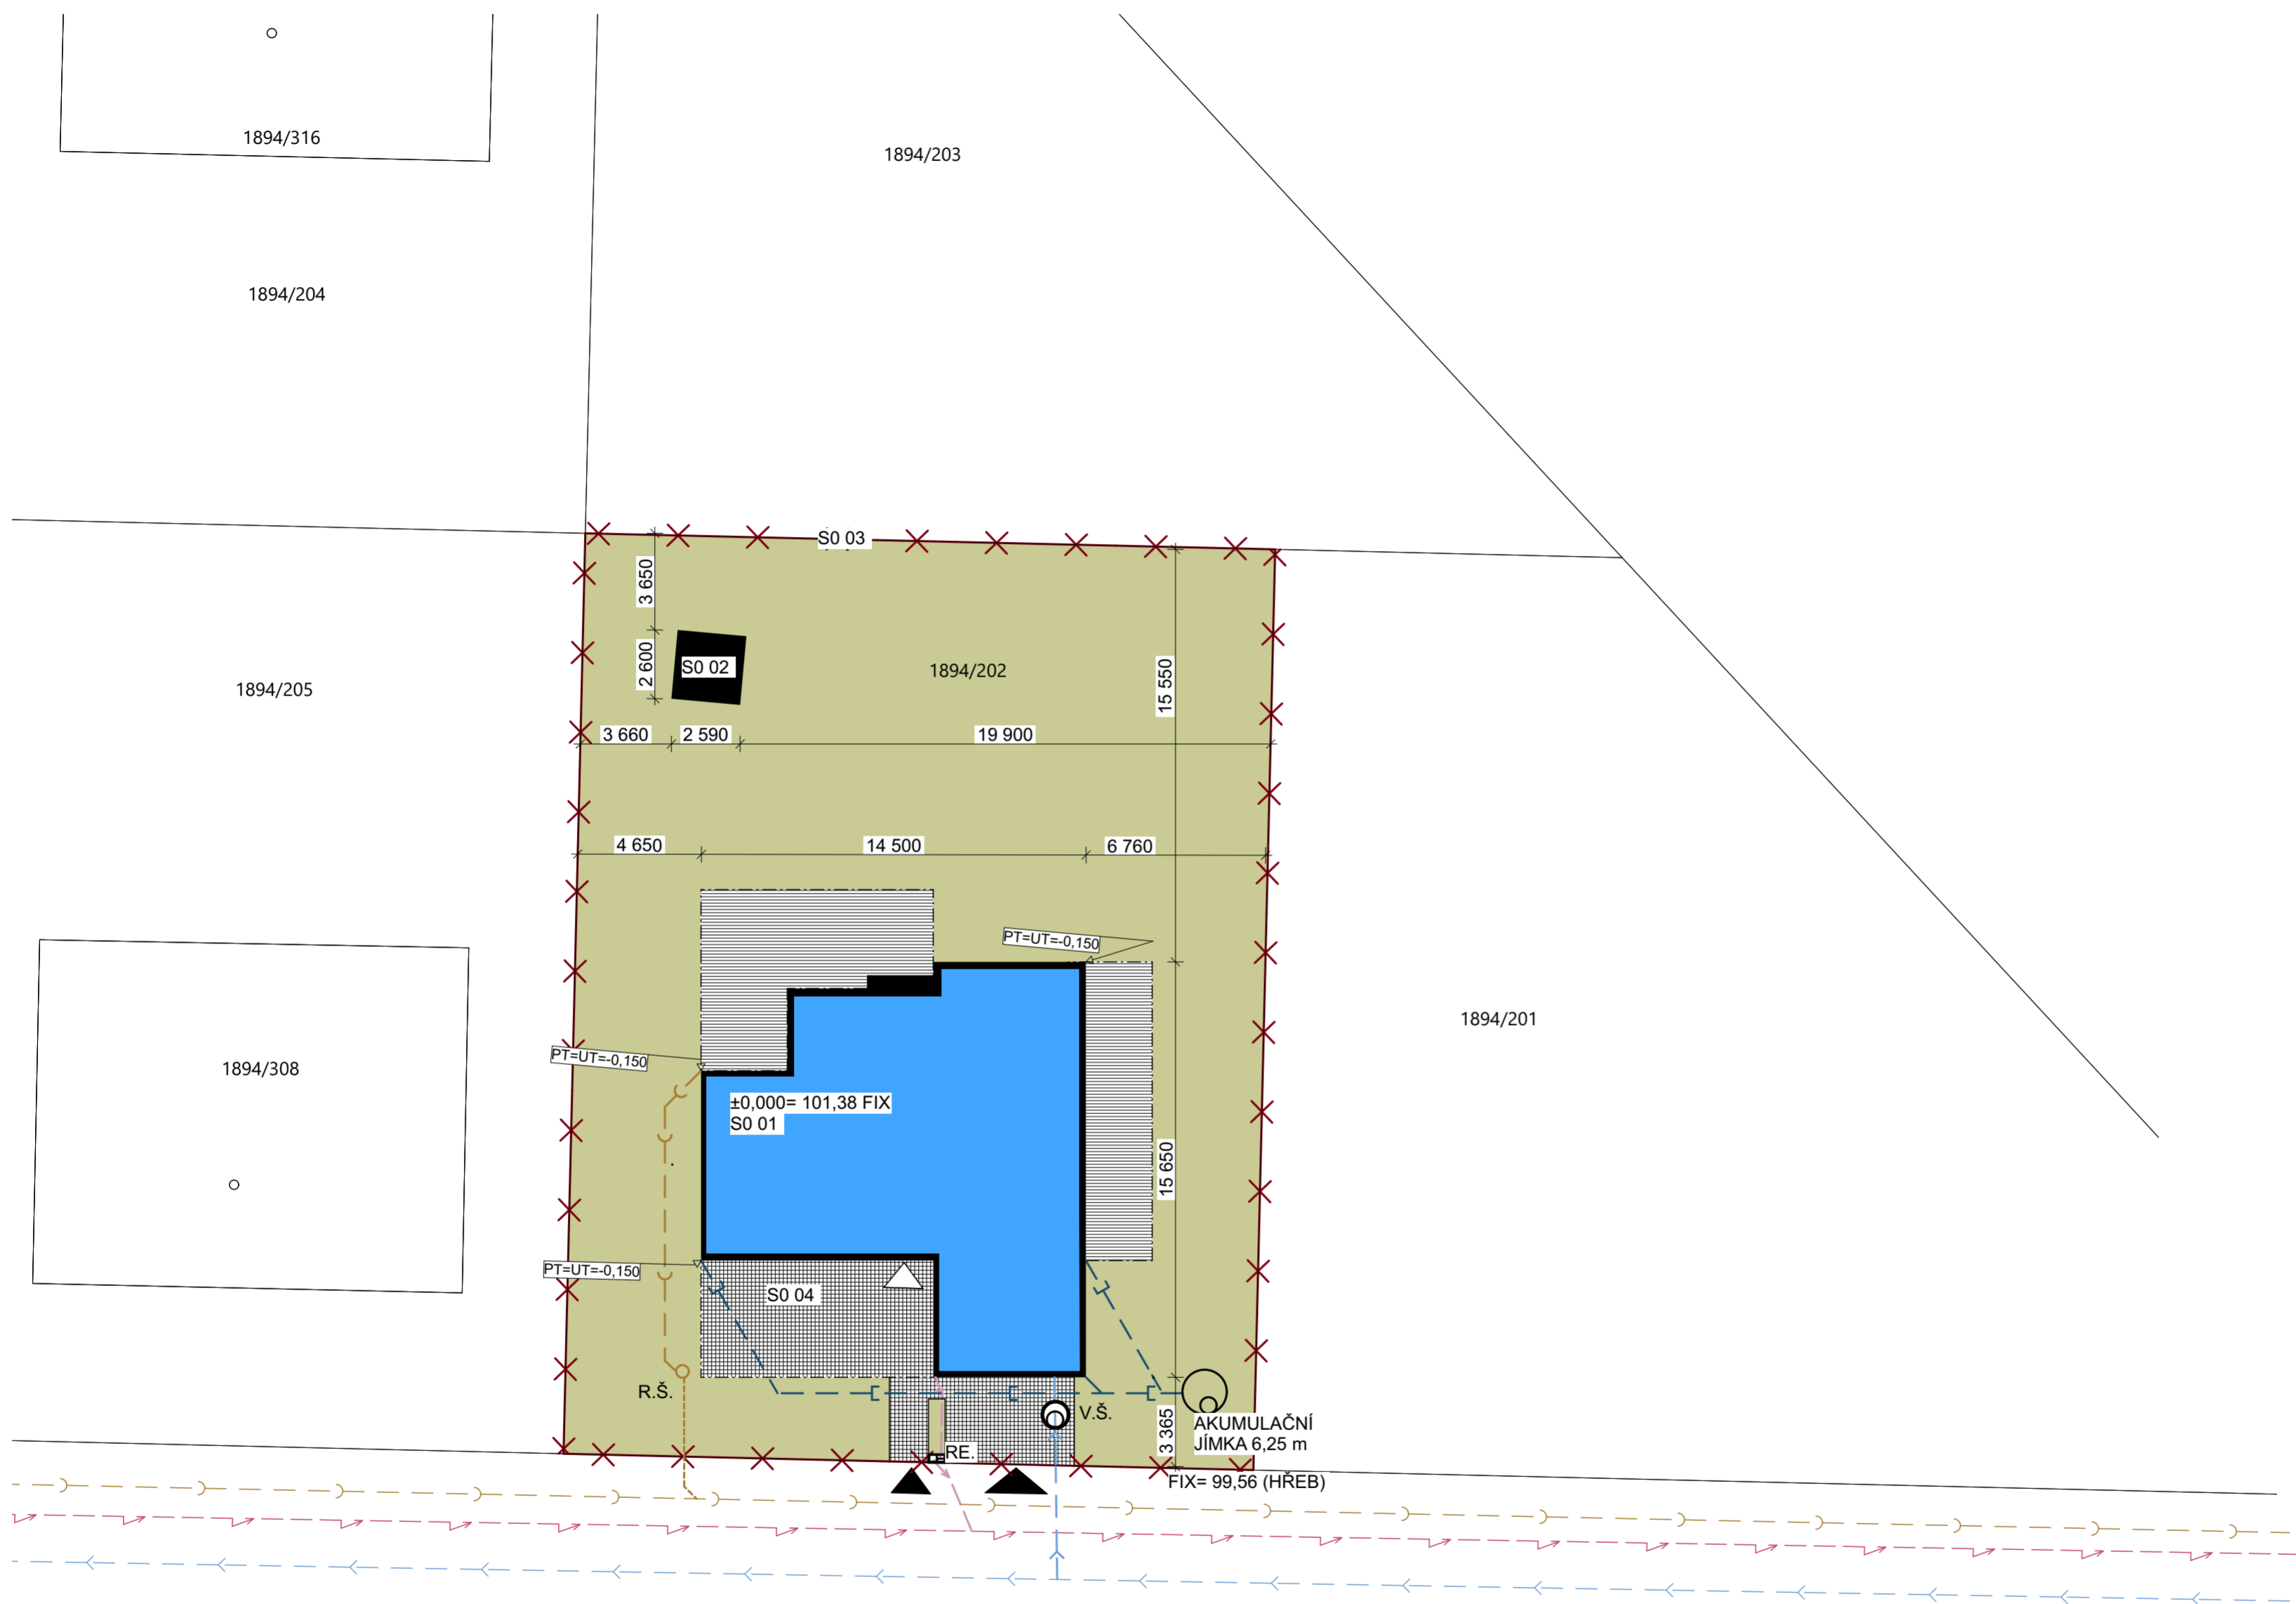 1894/316
1894/203
1894/204
S0 03
3 650
S0 02
2 600
1894/202
15 550
1894/205
3 660
2 590
19 900
4 650
14 500
6 760
PT=UT=-0,150
1894/201
PT=UT=-0,150
1894/308
±0,000= 101,38 FIX
S0 01
15 650
PT=UT=-0,150
S0 04
R.Š.
V.Š.
3 365
AKUMULAČNÍ
JÍMKA 6,25 m
RE.
FIX= 99,56 (HŘEB)